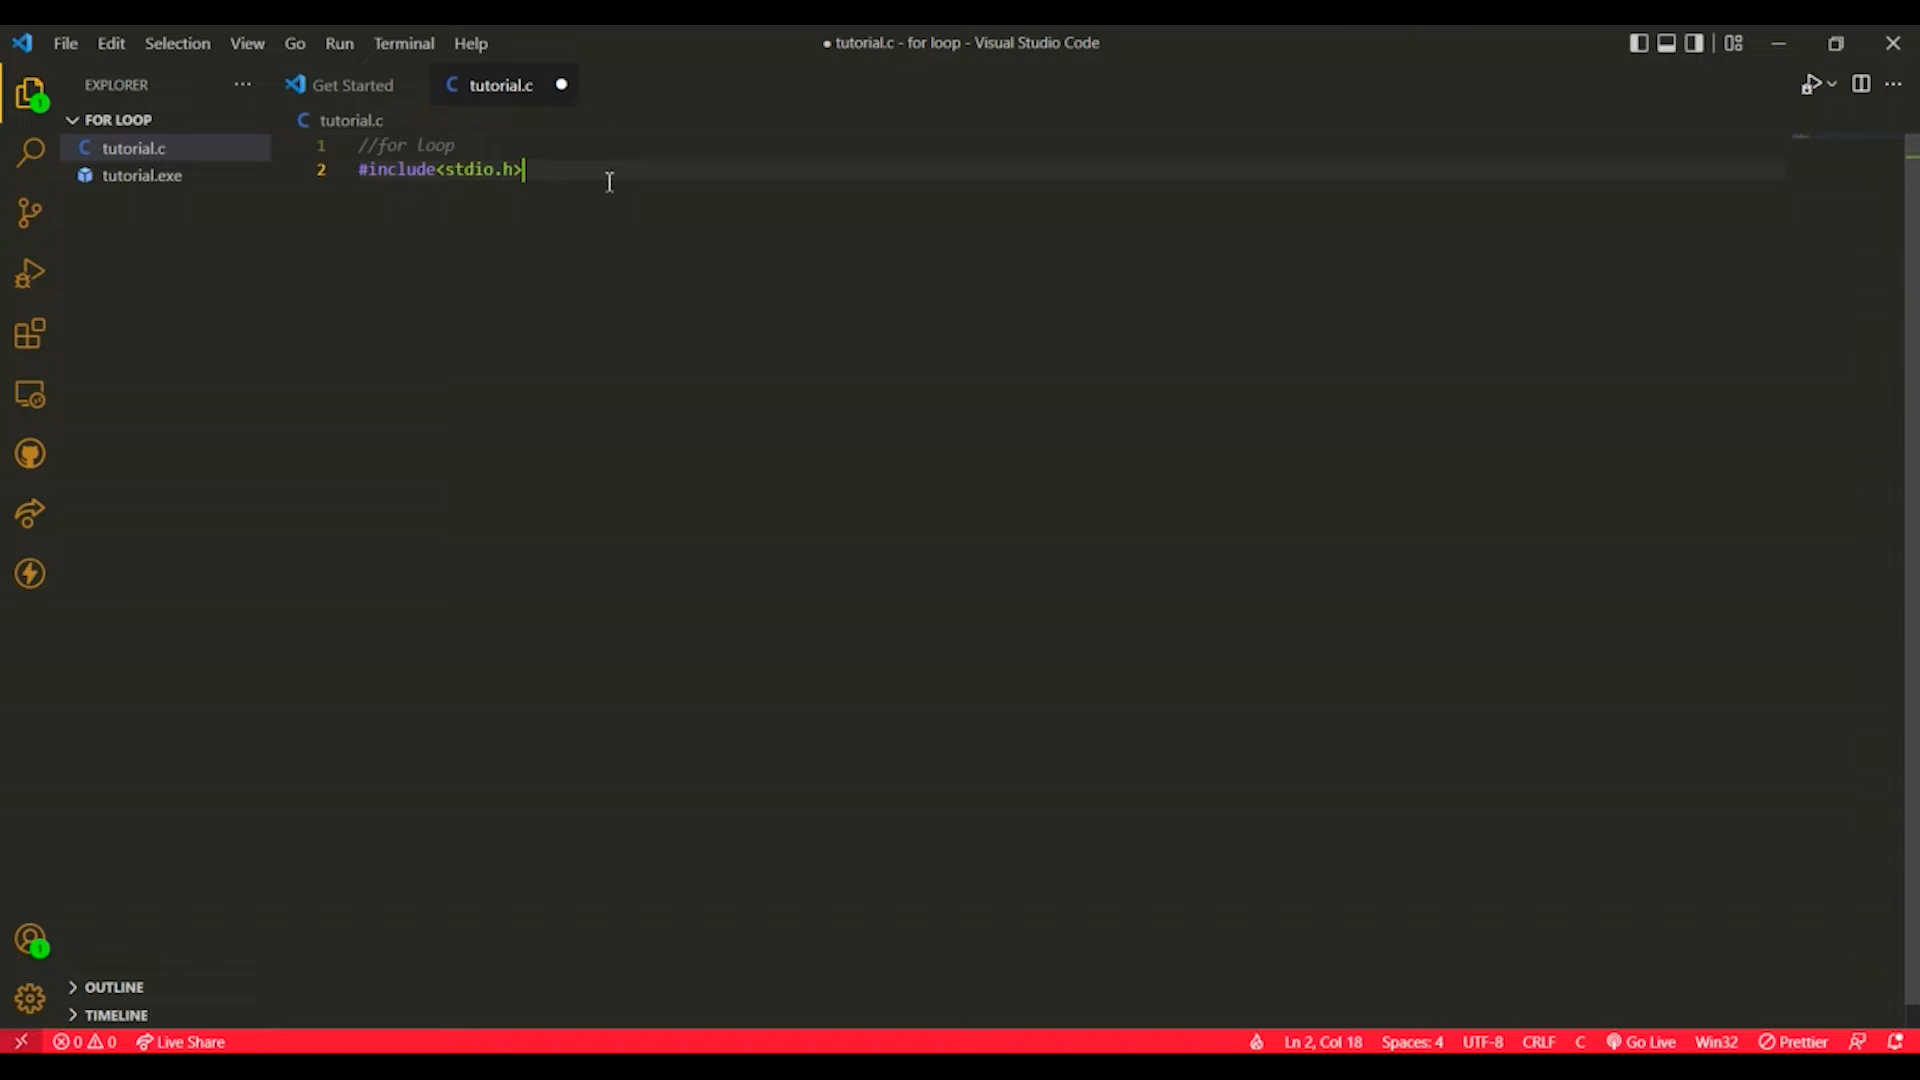 File Edit Selection View Go Run Terminal Help
● tutorial.c - for loop - Visual Studio Code
EXPLORER
Get Started
C tutorial.c
FOR LOOP
C tutorial.c
C tutorial.c
tutorial.exe
1 //for loop
2 #include<stdio.h>
1
OUTLINE
TIMELINE
0 0 Live Share
Ln 2, Col 18 Spaces: 4 UTF-8 CRLF C Go Live Win32 Prettier